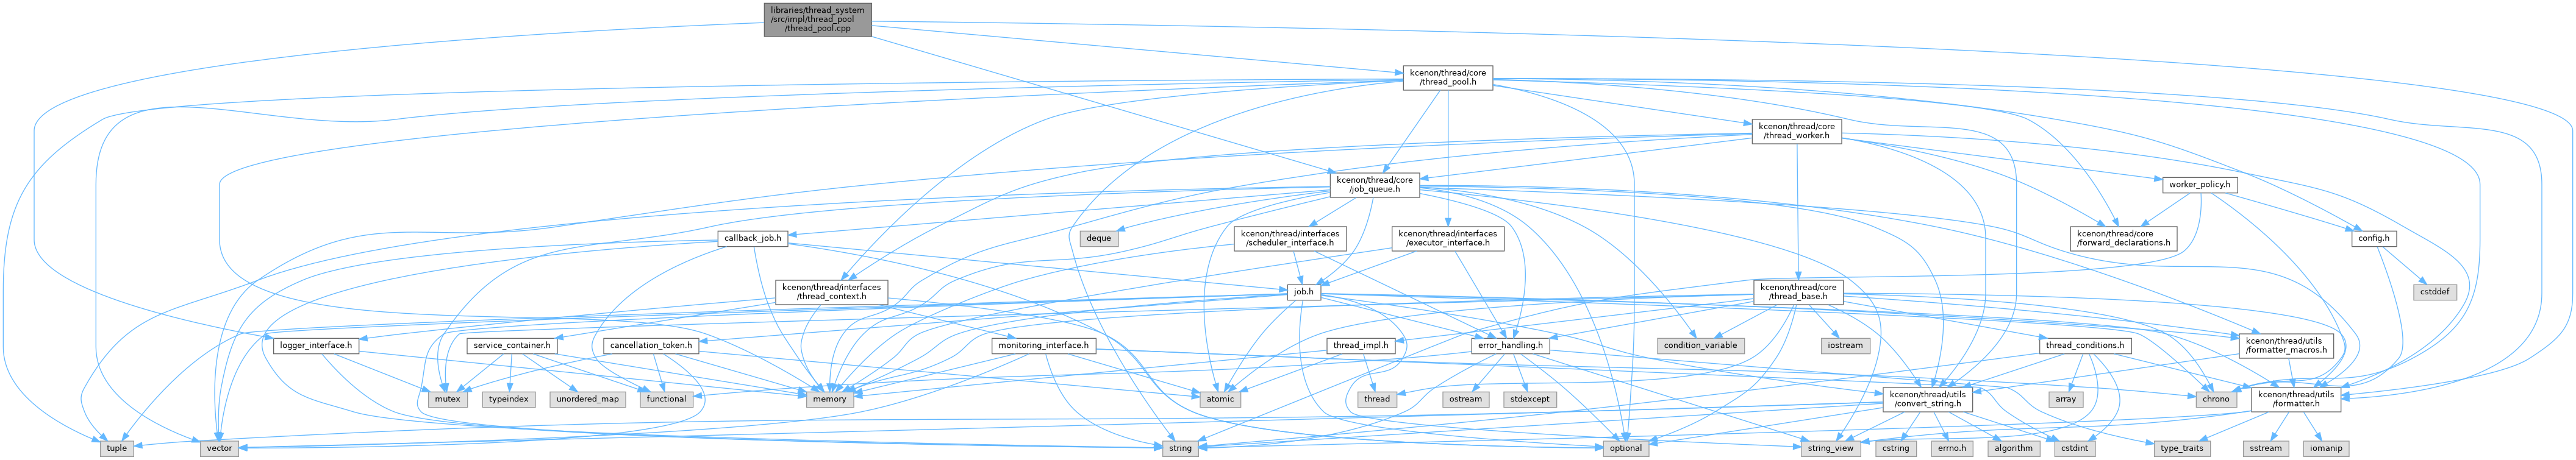 libraries/thread_system
/src/impl/thread_pool
/thread_pool.cpp
kcenon/thread/core
/thread_pool.h
kcenon/thread/core
/thread_worker.h
kcenon/thread/core
/job_queue.h
worker_policy.h
callback_job.h
deque
kcenon/thread/interfaces
/scheduler_interface.h
kcenon/thread/interfaces
/executor_interface.h
kcenon/thread/core
/forward_declarations.h
config.h
kcenon/thread/interfaces
/thread_context.h
job.h
kcenon/thread/core
/thread_base.h
cstddef
logger_interface.h
service_container.h
cancellation_token.h
monitoring_interface.h
thread_impl.h
error_handling.h
condition_variable
iostream
thread_conditions.h
kcenon/thread/utils
/formatter_macros.h
mutex
typeindex
unordered_map
functional
memory
atomic
thread
ostream
stdexcept
kcenon/thread/utils
/convert_string.h
array
chrono
kcenon/thread/utils
/formatter.h
tuple
vector
string
optional
string_view
cstring
errno.h
algorithm
cstdint
type_traits
sstream
iomanip